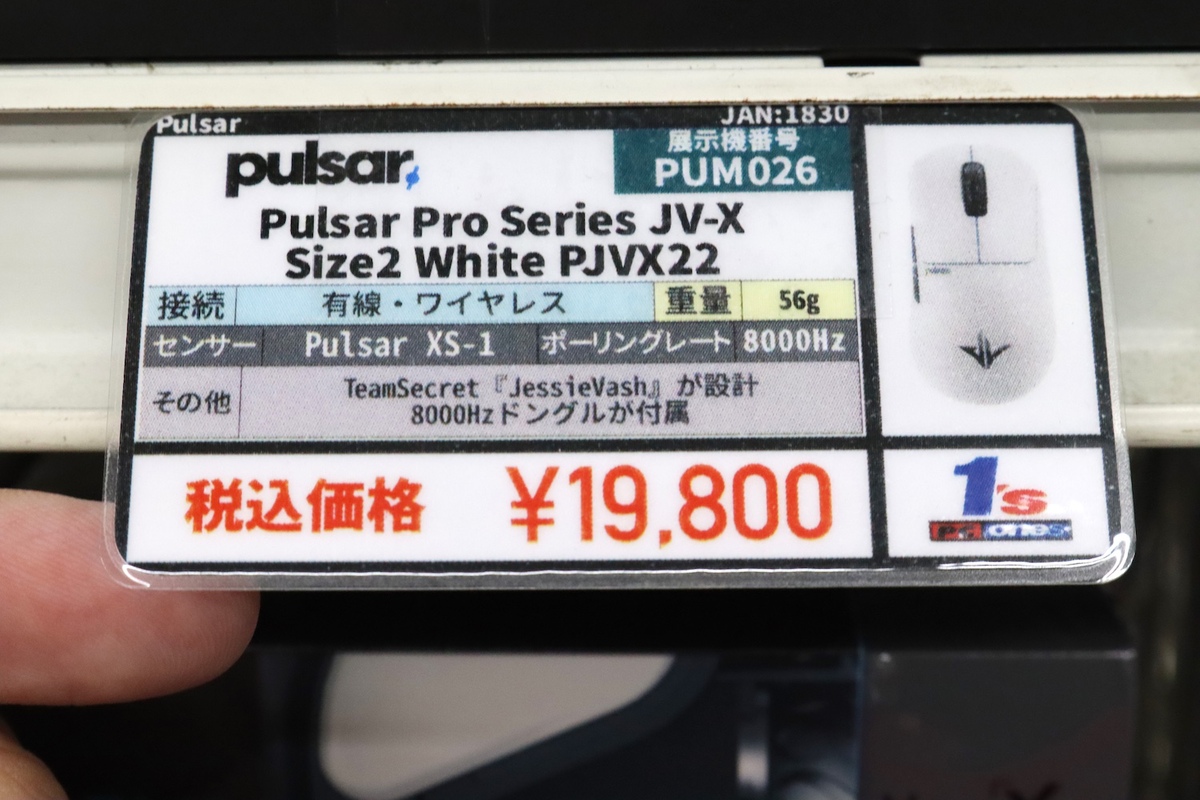 Pulsar
JAN:1830
pulsar
展示機番号
PUM026
Pulsar Pro Series JV-X
Size2 White PJVX22
接続 有線・ワイヤレス 重量 56g
センサー Pulsar XS-1 ポーリングレート 8000Hz
その他 TeamSecret『JessieVash』が設計
8000Hzドングルが付属
税込価格 ¥19,800
1's
PC one's